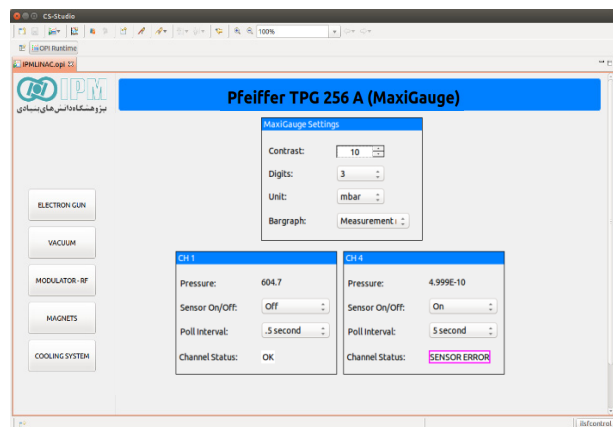 CS-Studio
100%
OPI Runtime
IPMLINAC.opi
IPM
پژوهشگاه دانش‌های بنیادی
Pfeiffer TPG 256 A (MaxiGauge)
MaxiGauge Settings
Contrast: 10
Digits: 3
Unit: mbar
Bargraph: Measurement
ELECTRON GUN
VACUUM
MODULATOR - RF
MAGNETS
COOLING SYSTEM
CH 1
Pressure: 604.7
Sensor On/Off: Off
Poll Interval: .5 second
Channel Status: OK
CH 4
Pressure: 4.999E-10
Sensor On/Off: On
Poll Interval: 5 second
Channel Status: SENSOR ERROR
ilsfcontrol